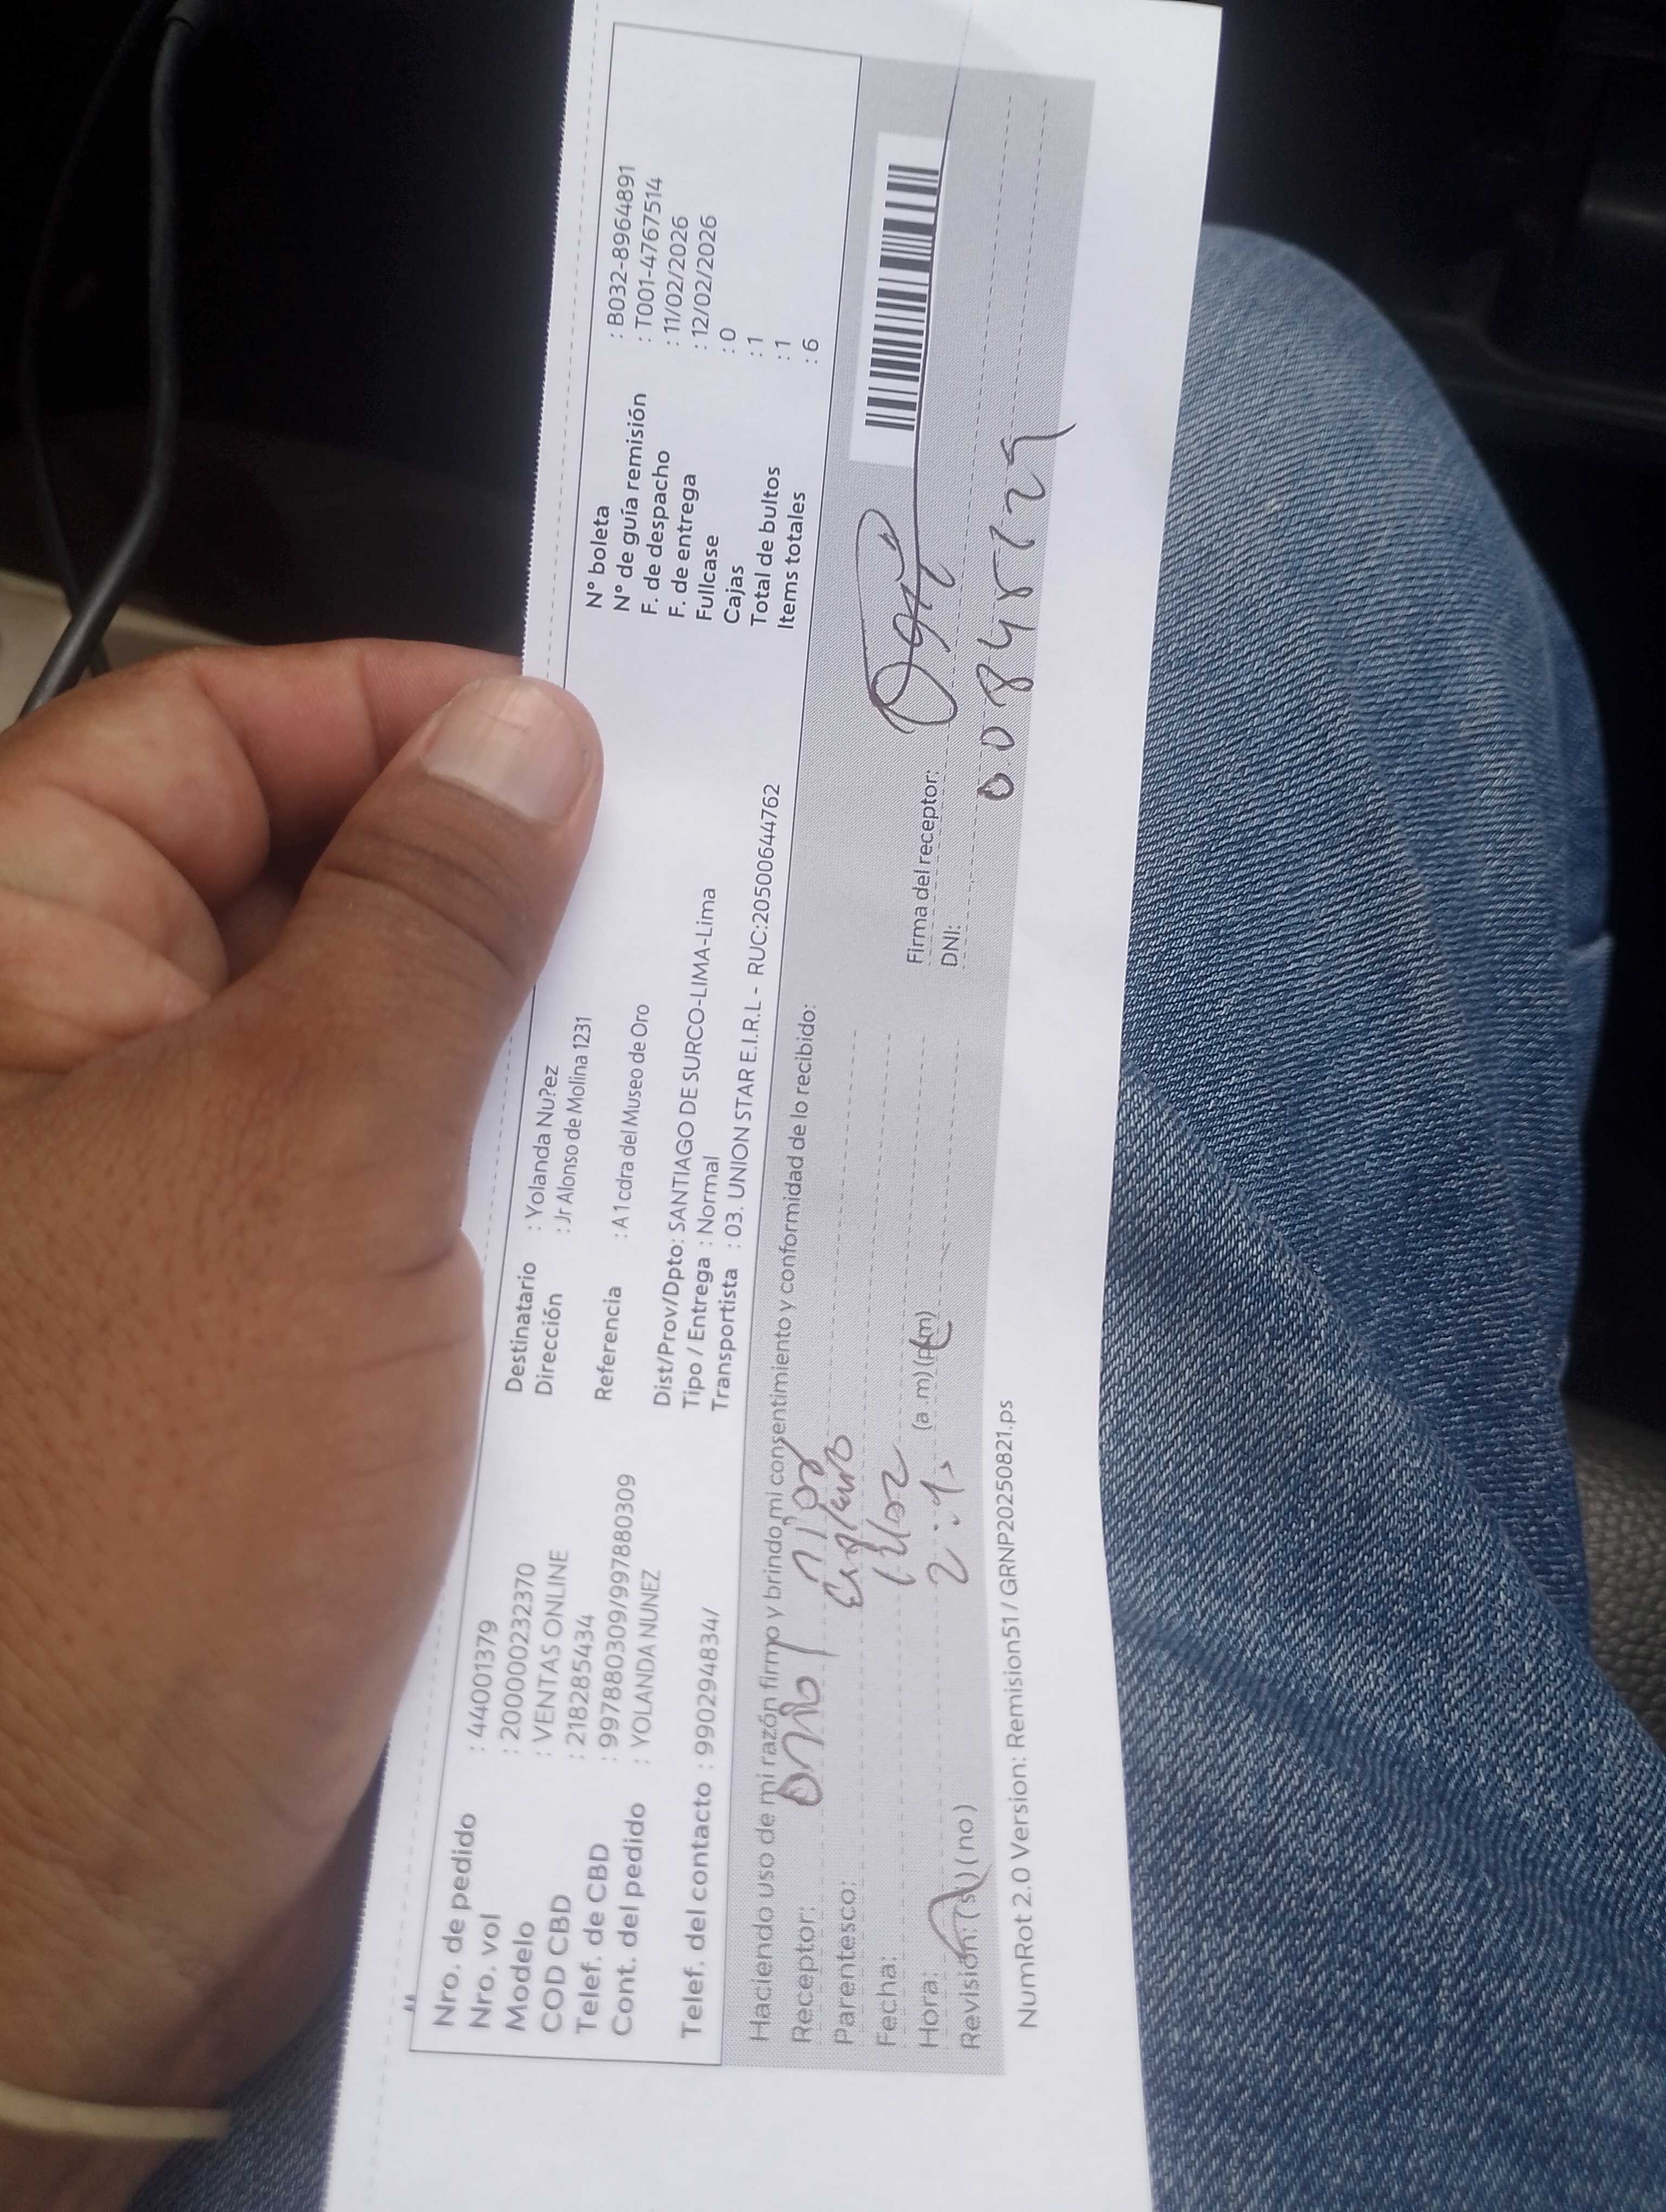 Nro. de pedido : 44001379
Nro. vol : 2000000232370
Modelo : VENTAS ONLINE
COD CBD : 218285434
Telef. de CBD : 997880309/997880309
Cont. del pedido : YOLANDA NUNEZ
Telef. del contacto : 990294834/
Destinatario : Yolanda Nu?ez
Dirección : Jr Alonso de Molina 1231
Referencia : A 1 cdra del Museo de Oro
Dist/Prov/Dpto: SANTIAGO DE SURCO-LIMA-Lima
Tipo / Entrega : Normal
Transportista : 03. UNION STAR E.I.R.L - RUC:20500644762
N° boleta : B032-8964891
N° de guía remisión : T001-4767514
F. de despacho : 11/02/2026
F. de entrega : 12/02/2026
Fullcase : 0
Cajas : 1
Total de bultos : 1
Items totales : 6
Haciendo uso de mi razón firmo y brindo mi consentimiento y conformidad de lo recibido:
Receptor:
Parentesco:
Fecha:
Hora: (a .m) (p.m)
Revisión: (si) (no)
Firma del receptor:
DNI:
NumRot 2.0 Version: Remision51 / GRNP20250821.ps